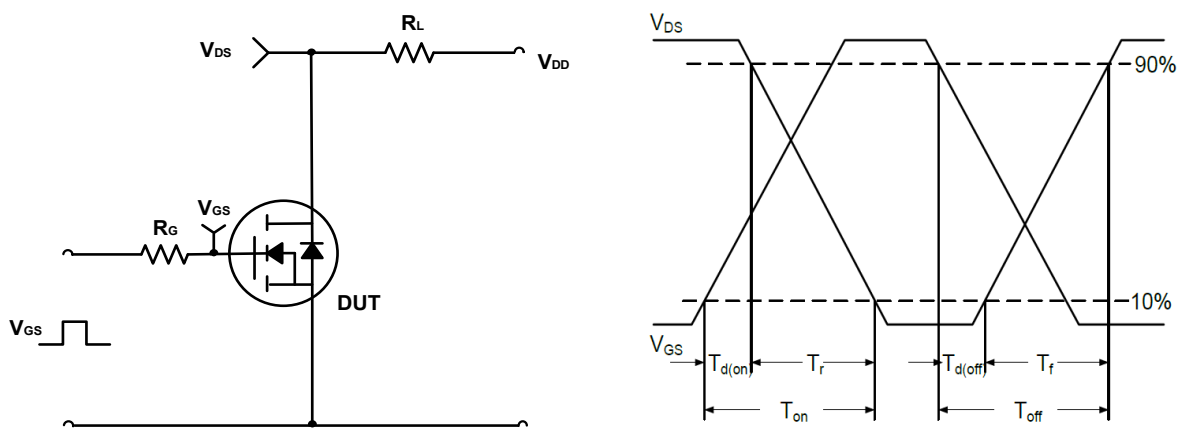 RL
VDS
VDD
VGS
RG
DUT
VGS
VDS
90%
10%
VGS
Td(on)
Tr
Td(off)
Tf
Ton
Toff